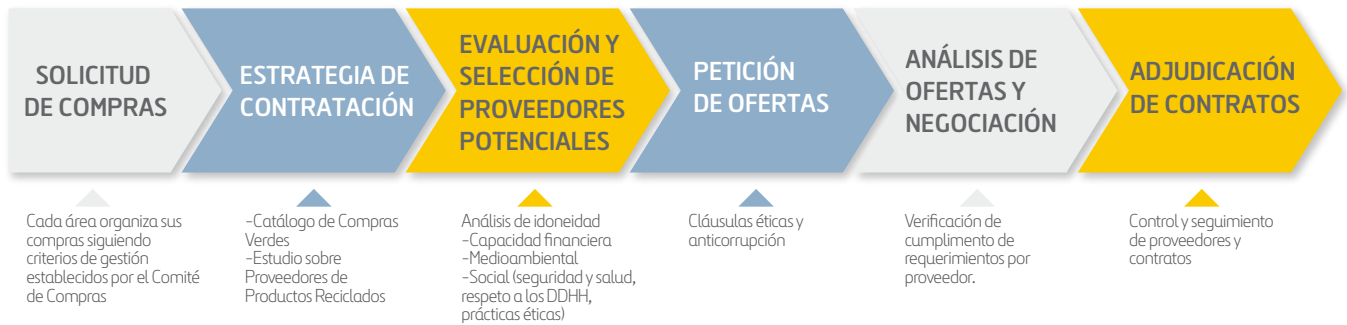 SOLICITUD
DE COMPRAS
ESTRATEGIA DE
CONTRATACIÓN
EVALUACIÓN Y
SELECCIÓN DE
PROVEEDORES
POTENCIALES
PETICIÓN
DE OFERTAS
ANÁLISIS DE
OFERTAS Y
NEGOCIACIÓN
ADJUDICACIÓN
DE CONTRATOS
Cada área organiza sus
compras siguiendo
criterios de gestión
establecidos por el Comité
de Compras
-Catálogo de Compras
Verdes
-Estudio sobre
Proveedores de
Productos Reciclados
Análisis de idoneidad
-Capacidad financiera
-Medioambiental
-Social (seguridad y salud,
respeto a los DDHH,
prácticas éticas)
Cláusulas éticas y
anticorrupción
Verificación de
cumplimento de
requerimientos por
proveedor.
Control y seguimiento
de proveedores y
contratos